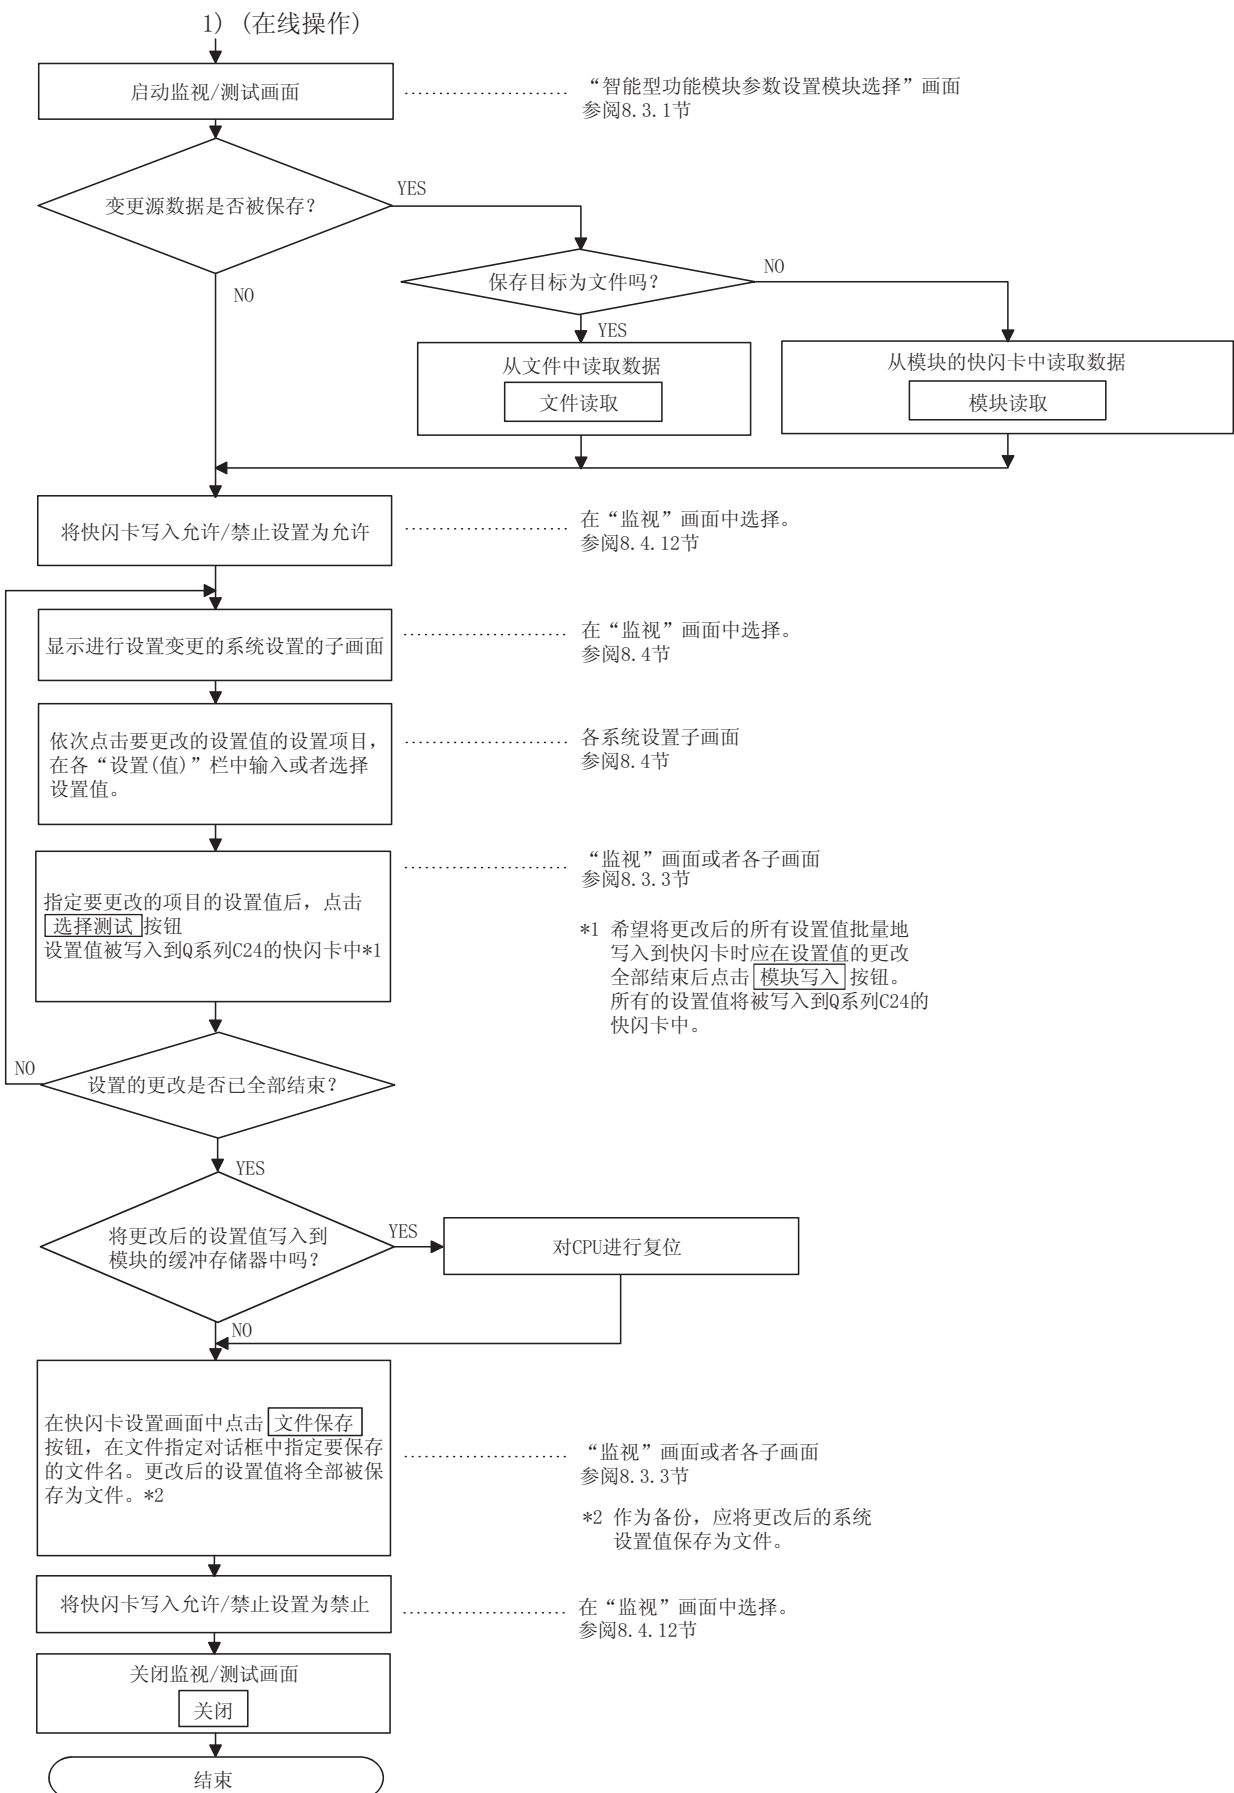 1) (在线操作)
启动监视/测试画面
“智能型功能模块参数设置模块选择”画面
参阅8.3.1节
变更源数据是否被保存?
YES
NO
保存目标为文件吗?
NO
YES
从文件中读取数据
文件读取
从模块的快闪卡中读取数据
模块读取
将快闪卡写入允许/禁止设置为允许
在“监视”画面中选择。
参阅8.4.12节
显示进行设置变更的系统设置的子画面
在“监视”画面中选择。
参阅8.4节
依次点击要更改的设置值的设置项目,
在各“设置(值)”栏中输入或者选择
设置值。
各系统设置子画面
参阅8.4节
指定要更改的项目的设置值后, 点击
选择测试 按钮
设置值被写入到Q系列C24的快闪卡中*1
“监视”画面或者各子画面
参阅8.3.3节
*1 希望将更改后的所有设置值批量地
写入到快闪卡时应在设置值的更改
全部结束后点击 模块写入 按钮。
所有的设置值将被写入到Q系列C24的
快闪卡中。
NO
设置的更改是否已全部结束?
YES
将更改后的设置值写入到
模块的缓冲存储器中吗?
YES
对CPU进行复位
NO
在快闪卡设置画面中点击 文件保存
按钮, 在文件指定对话框中指定要保存
的文件名。更改后的设置值将全部被保
存为文件。*2
“监视”画面或者各子画面
参阅8.3.3节
*2 作为备份, 应将更改后的系统
设置值保存为文件。
将快闪卡写入允许/禁止设置为禁止
在“监视”画面中选择。
参阅8.4.12节
关闭监视/测试画面
关闭
结束